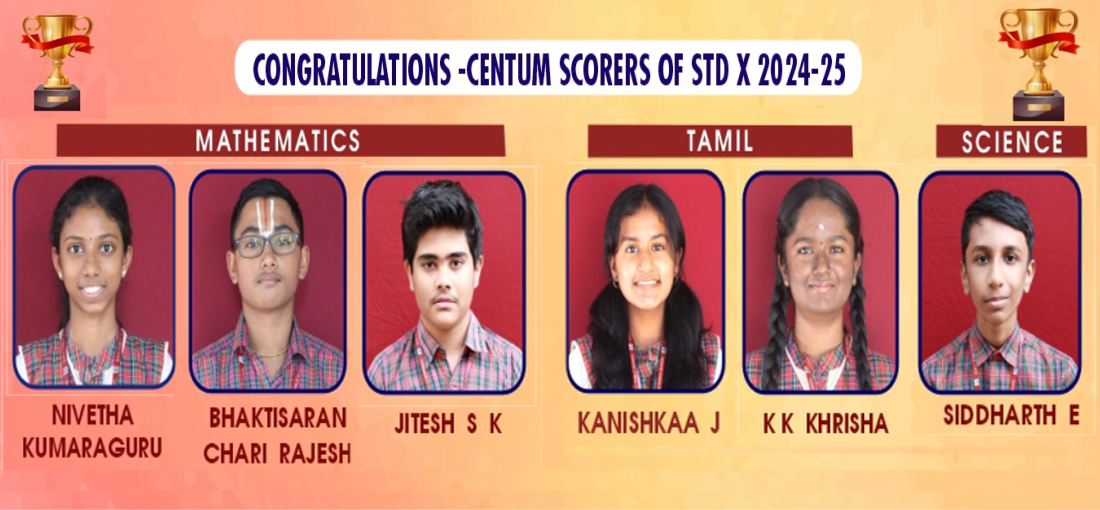 CONGRATULATIONS -CENTUM SCORERS OF STD X 2024-25
MATHEMATICS
TAMIL
SCIENCE
NIVETHA
KUMARAGURU
BHAKTISARAN
CHARI RAJESH
JITESH S K
KANISHKAA J
K K KHRISHA
SIDDHARTH E